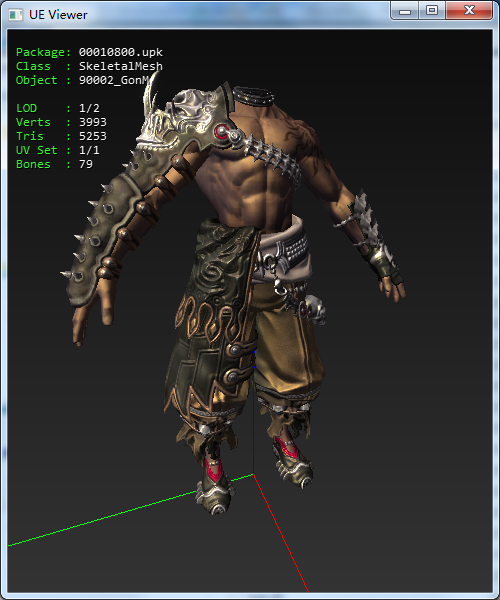 UE Viewer
Package: 00010800.upk
Class : SkeletalMesh
Object : 90002_GonM
LOD : 1/2
Verts : 3993
Tris : 5253
UV Set : 1/1
Bones : 79